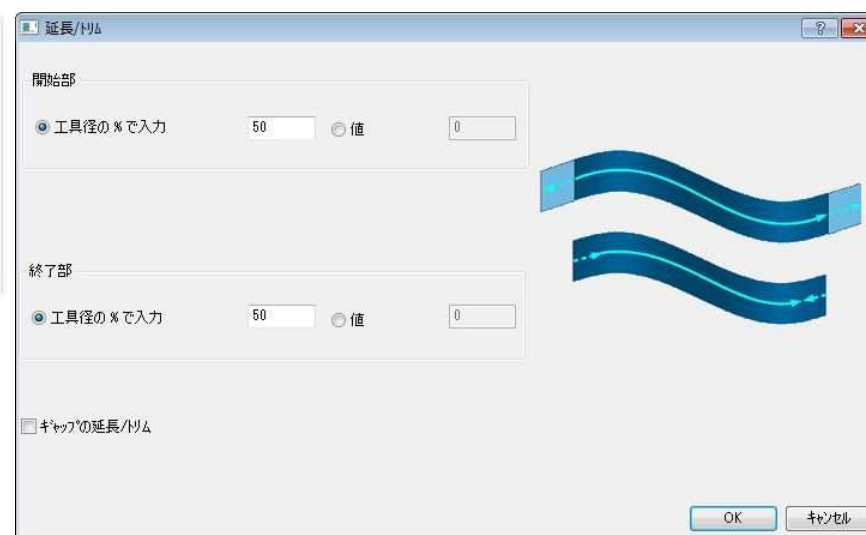 延長/ﾄﾘﾑ
開始部
工具径の % で入力 50 値 0
終了部
工具径の % で入力 50 値 0
ｷﾞｬｯﾌﾟの延長/ﾄﾘﾑ
OK ｷｬﾝｾﾙ